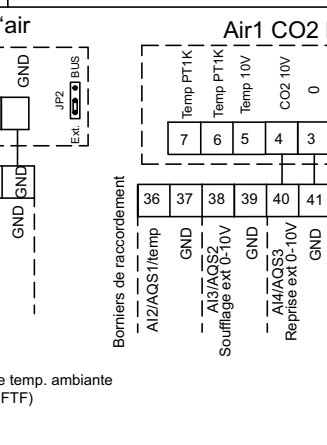 'air
Air1 CO2
GND
JP2
BUS
Ext.
Temp PT1K
Temp PT1K
Temp 10V
CO2 10V
0
7 6 5 4 3
GND
GND
Borniers de raccordement
36 37 38 39 40 41
AI2/AQS1/temp
GND
AI3/AQS2
Soufflage ext 0-10V
GND
AI4/AQS3
Reprise ext 0-10V
GND
e temp. ambiante
FTF)